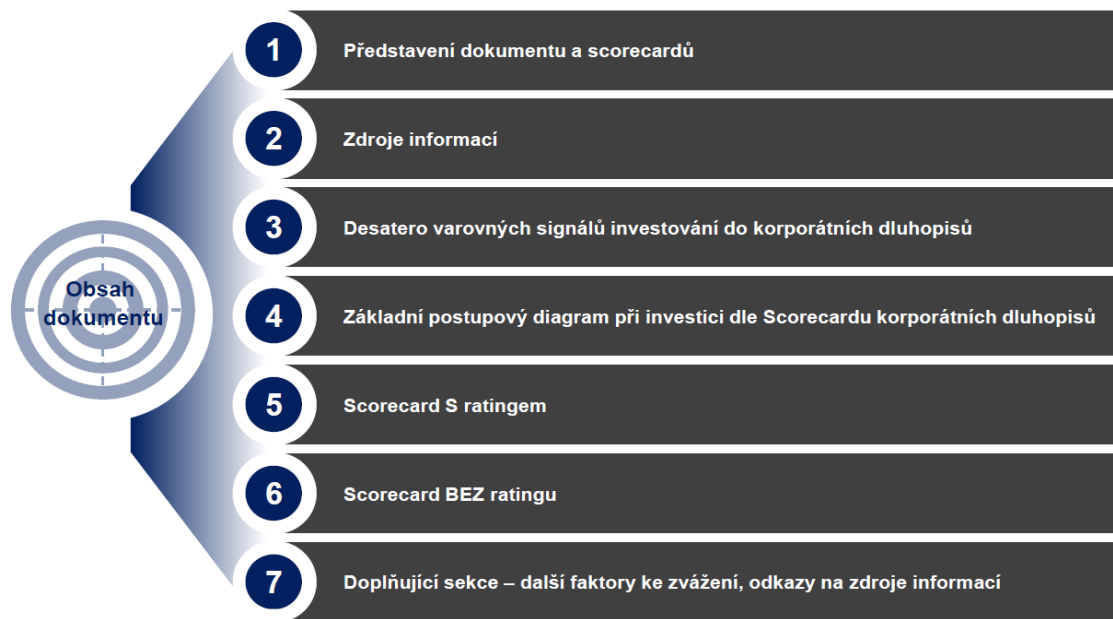 1
Představení dokumentu a scorecardů
2
Zdroje informací
3
Desatero varovných signálů investování do korporátních dluhopisů
Obsah
dokumentu
4
Základní postupový diagram při investici dle Scorecardu korporátních dluhopisů
5
Scorecard S ratingem
6
Scorecard BEZ ratingu
7
Doplňující sekce – další faktory ke zvážení, odkazy na zdroje informací